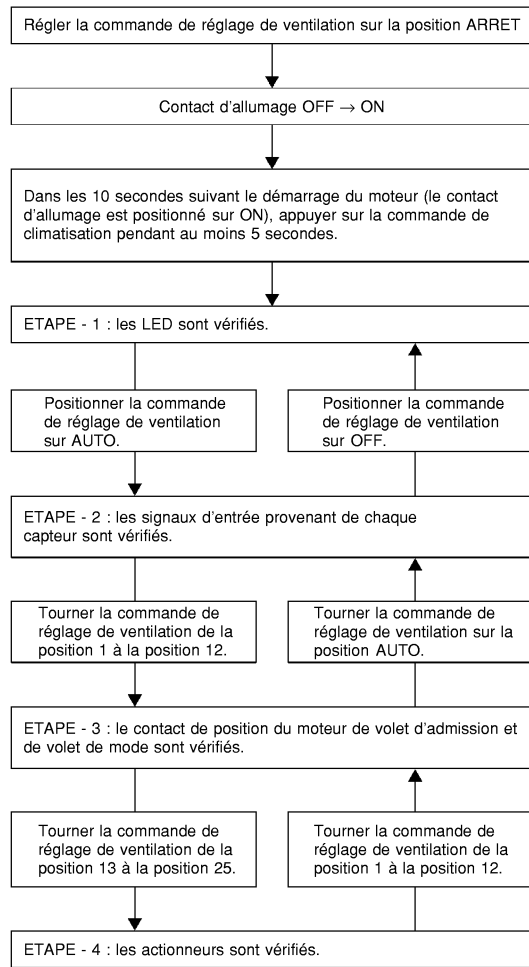 Régler la commande de réglage de ventilation sur la position ARRET
Contact d'allumage OFF → ON
Dans les 10 secondes suivant le démarrage du moteur (le contact
d'allumage est positionné sur ON), appuyer sur la commande de
climatisation pendant au moins 5 secondes.
ETAPE - 1 : les LED sont vérifiés.
Positionner la commande
de réglage de ventilation
sur AUTO.
Positionner la commande
de réglage de ventilation
sur OFF.
ETAPE - 2 : les signaux d'entrée provenant de chaque
capteur sont vérifiés.
Tourner la commande de
réglage de ventilation de la
position 1 à la position 12.
Tourner la commande de
réglage de ventilation sur la
position AUTO.
ETAPE - 3 : le contact de position du moteur de volet d'admission et
de volet de mode sont vérifiés.
Tourner la commande de
réglage de ventilation de la
position 13 à la position 25.
Tourner la commande de
réglage de ventilation de la
position 1 à la position 12.
ETAPE - 4 : les actionneurs sont vérifiés.